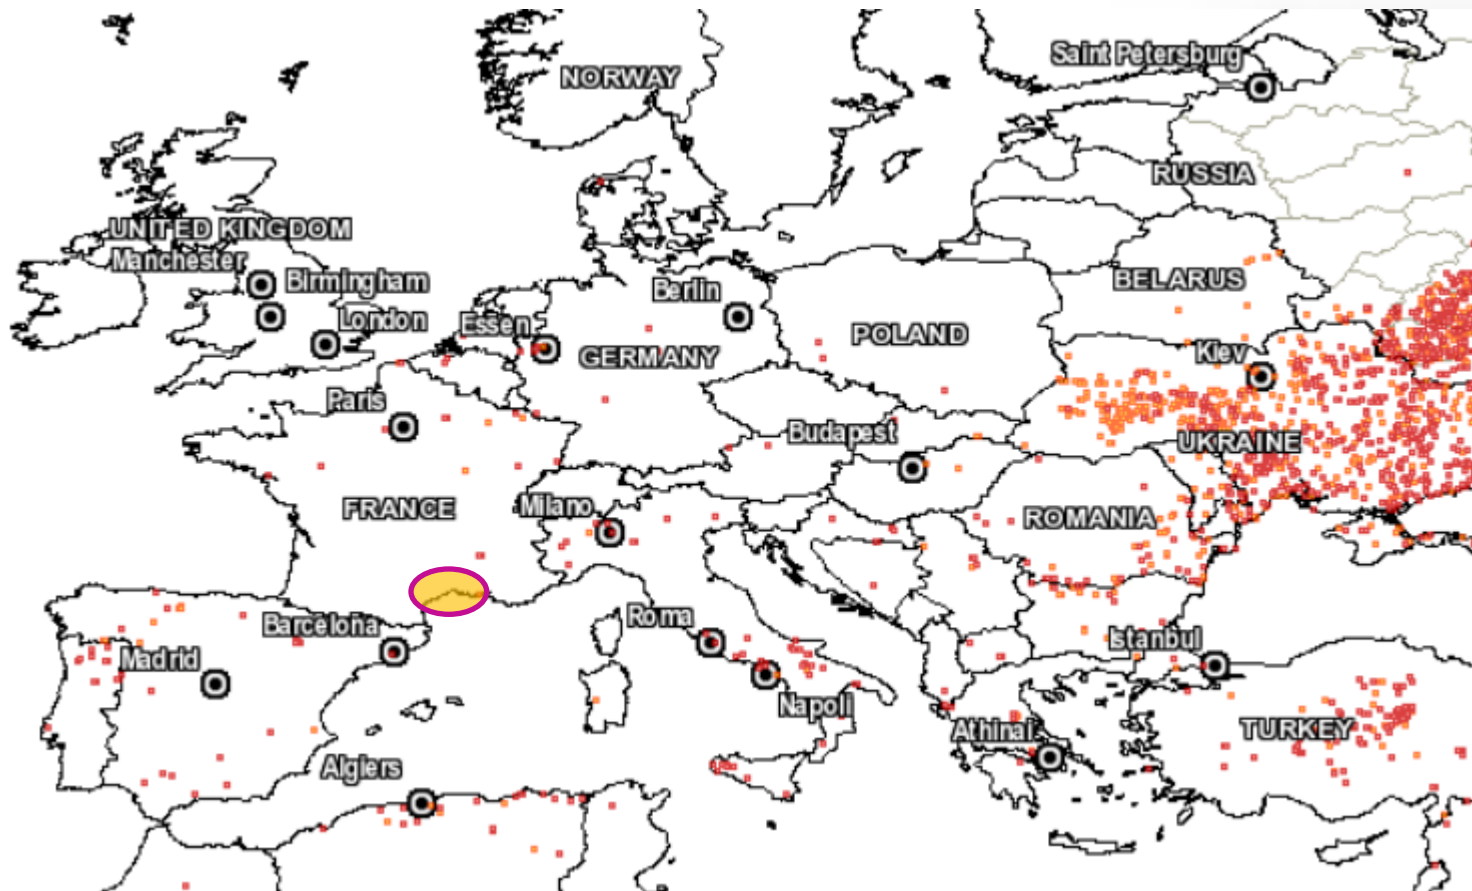 Saint Petersburg
NORWAY
RUSSIA
UNITED KINGDOM
Manchester
Birmingham
BELARUS
Berlin
London
Essen
POLAND
GERMANY
Kiev
Paris
Budapest
UKRAINE
FRANCE
Milano
ROMANIA
Roma
Barceloña
Istanbul
Madrid
Napoli
Athinai
TURKEY
Algiers